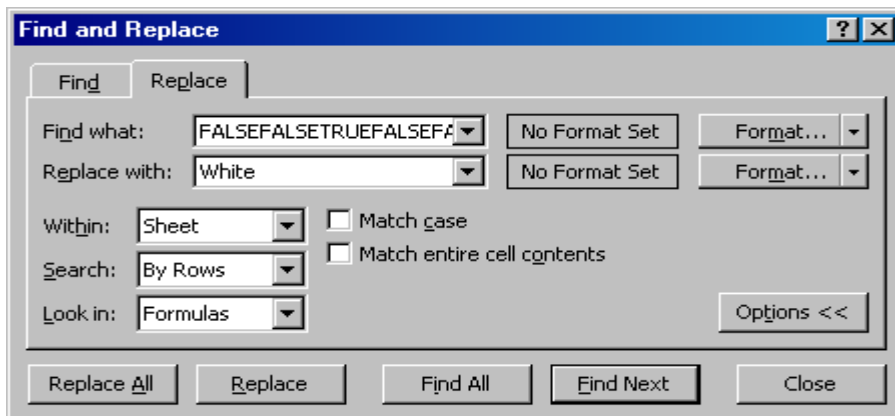 Find and Replace
Find Replace
Find what: FALSEFALSETRUEFALSEFA No Format Set Format...
Replace with: White No Format Set Format...
Within: Sheet Match case
Match entire cell contents
Search: By Rows
Look in: Formulas Options <<
Replace All Replace Find All Find Next Close